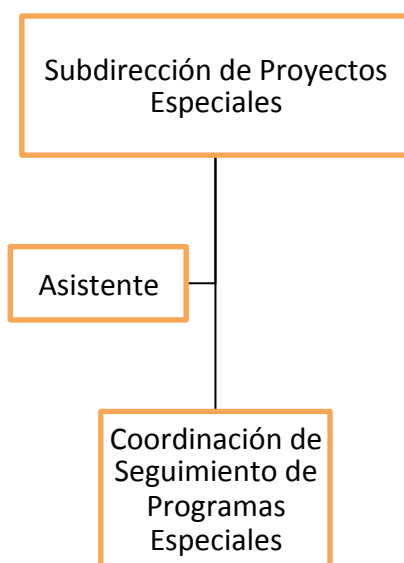 Subdirección de Proyectos
Especiales
Asistente
Coordinación de
Seguimiento de
Programas
Especiales